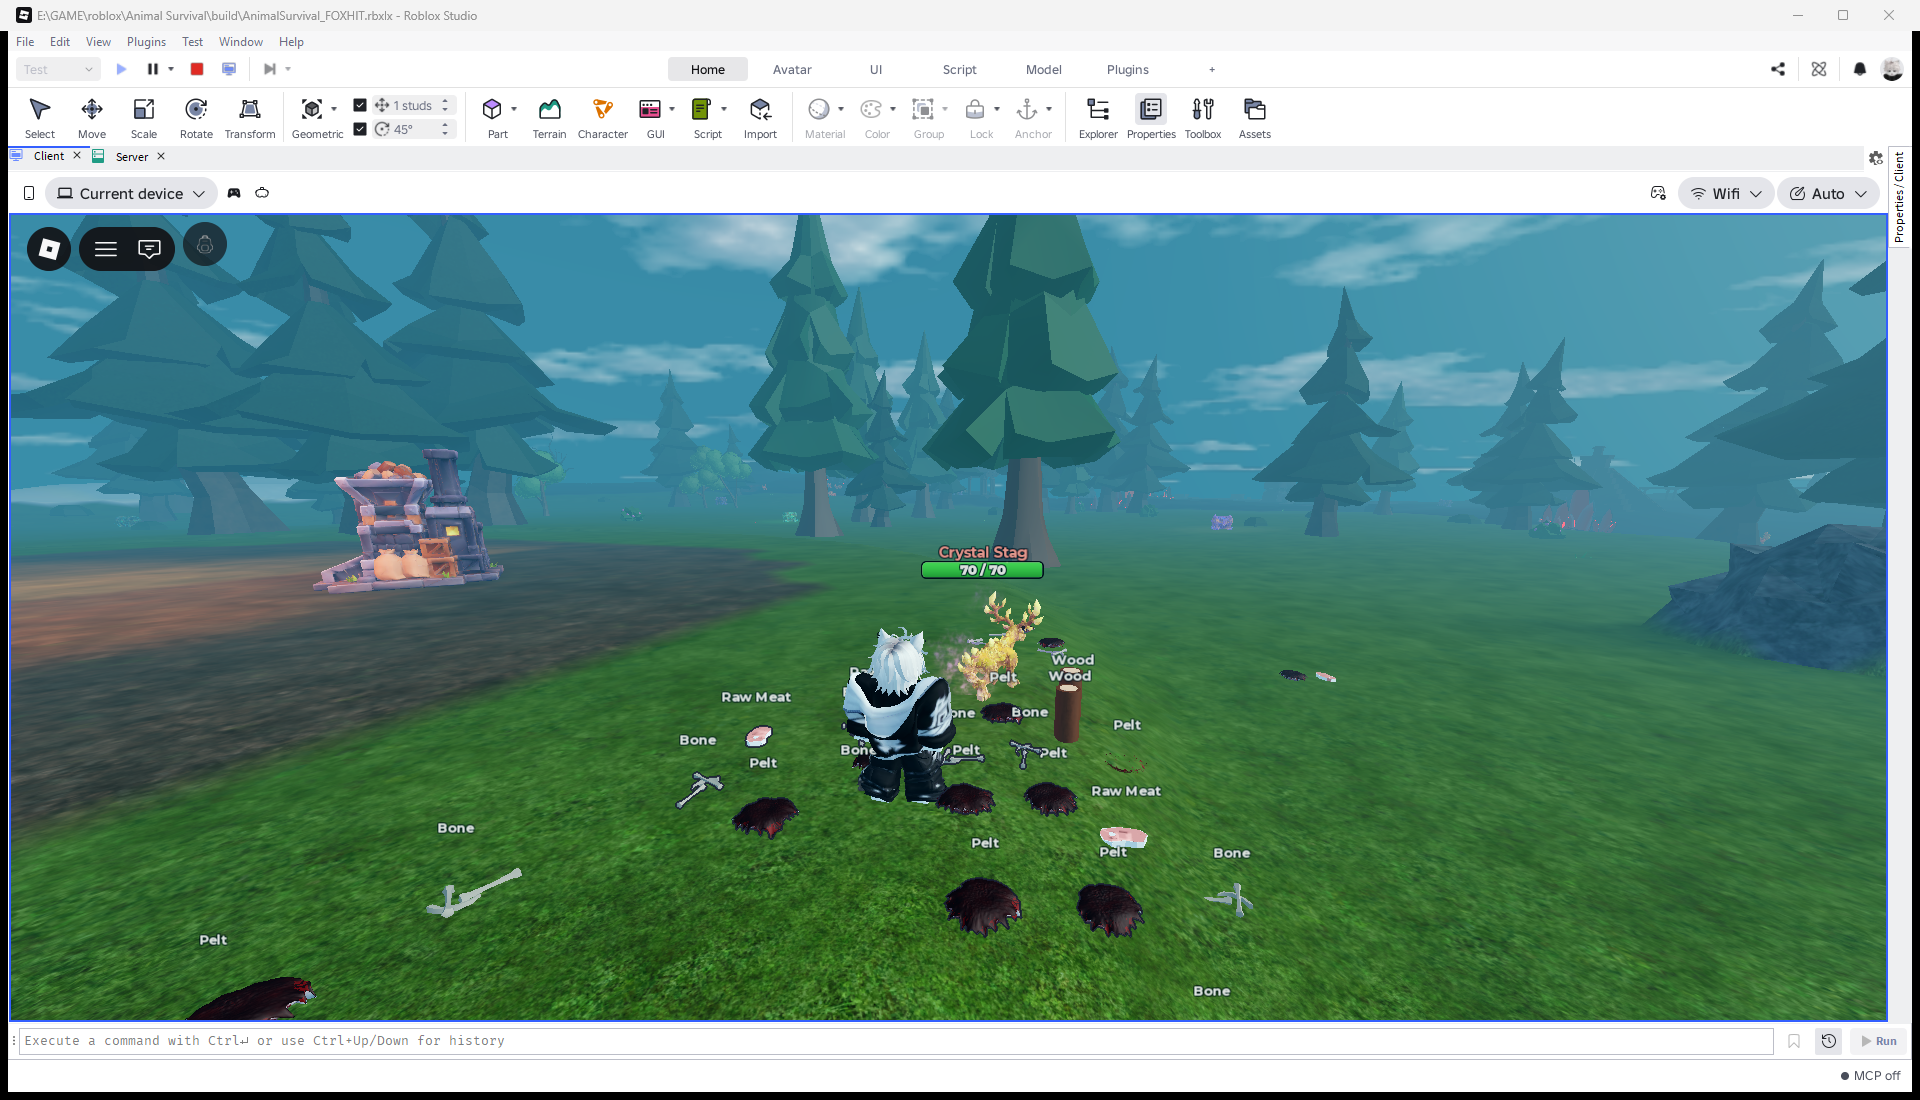 E:\GAME\roblox\Animal Survival\build\AnimalSurvival_FOXHIT.rbxlx - Roblox Studio
File Edit View Plugins Test Window Help
Test
Home Avatar UI Script Model Plugins +
1 studs
45°
Select Move Scale Rotate Transform Geometric Part Terrain Character GUI Script Import Material Color Group Lock Anchor Explorer Properties Toolbox Assets
Client Server
Properties / Client
Current device
Wifi
Auto
Crystal Stag
70 / 70
Wood
Wood
Pelt
Raw Meat
Bone
Bone
Pelt
Bone
Pelt
Pelt
Pelt
Raw Meat
Bone
Pelt
Pelt
Bone
Pelt
Bone
Execute a command with Ctrl↵ or use Ctrl+Up/Down for history
Run
MCP off